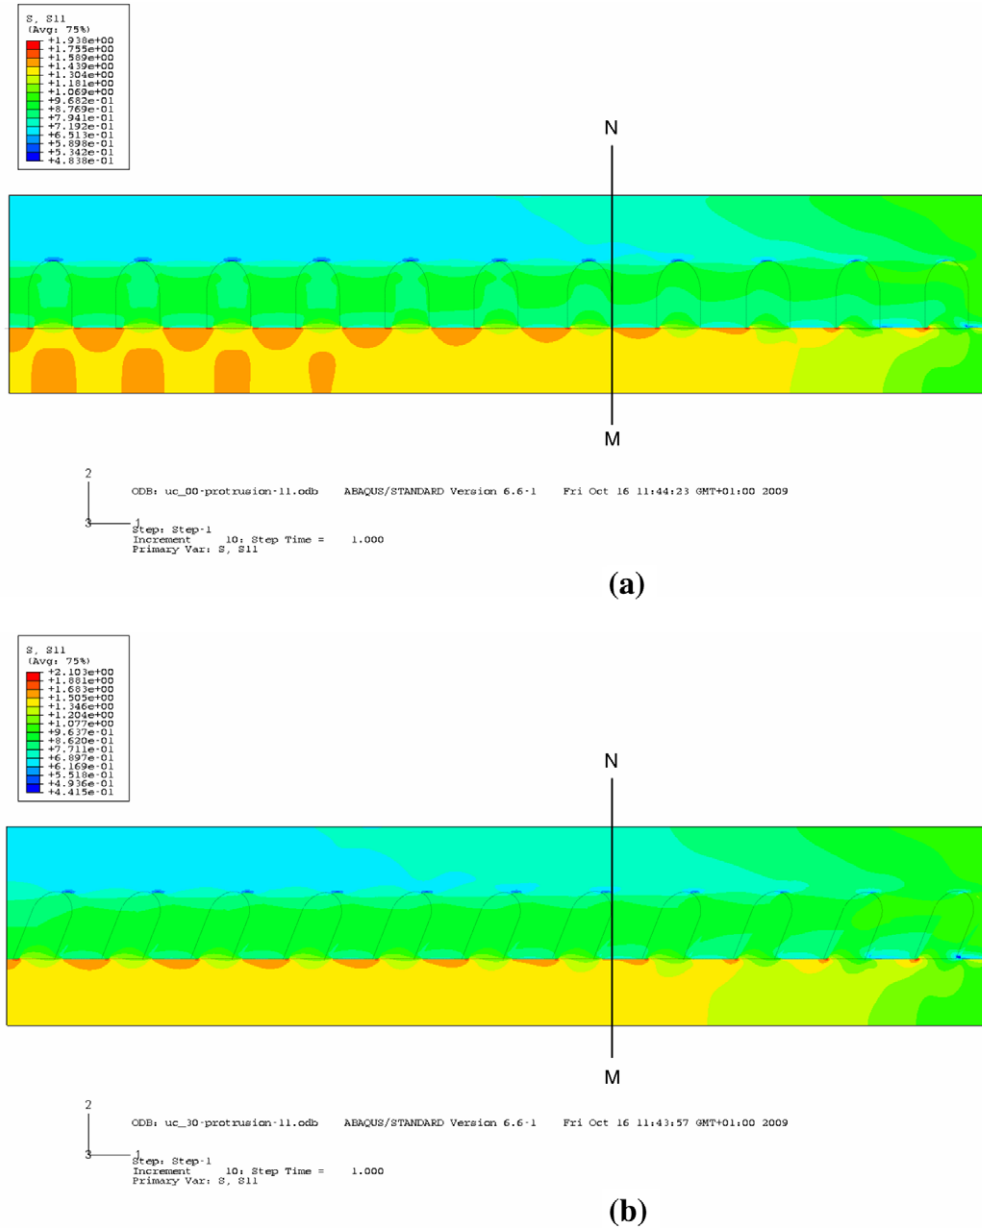 S, S11
(Avg: 75%)
+1.938e+00
+1.755e+00
+1.589e+00
+1.439e+00
+1.304e+00
+1.181e+00
+1.069e+00
+9.682e-01
+8.769e-01
+7.941e-01
+7.192e-01
+6.513e-01
+5.898e-01
+5.342e-01
+4.838e-01
N
M
2
3
1
ODB: uc_00-protrusion-11.odb ABAQUS/STANDARD Version 6.6-1 Fri Oct 16 11:44:23 GMT+01:00 2009
Step: Step-1
Increment 10: Step Time = 1.000
Primary Var: S, S11
(a)
S, S11
(Avg: 75%)
+2.103e+00
+1.881e+00
+1.683e+00
+1.505e+00
+1.346e+00
+1.204e+00
+1.077e+00
+9.637e-01
+8.620e-01
+7.711e-01
+6.897e-01
+6.169e-01
+5.518e-01
+4.936e-01
+4.415e-01
N
M
2
3
1
ODB: uc_30-protrusion-11.odb ABAQUS/STANDARD Version 6.6-1 Fri Oct 16 11:43:57 GMT+01:00 2009
Step: Step-1
Increment 10: Step Time = 1.000
Primary Var: S, S11
(b)